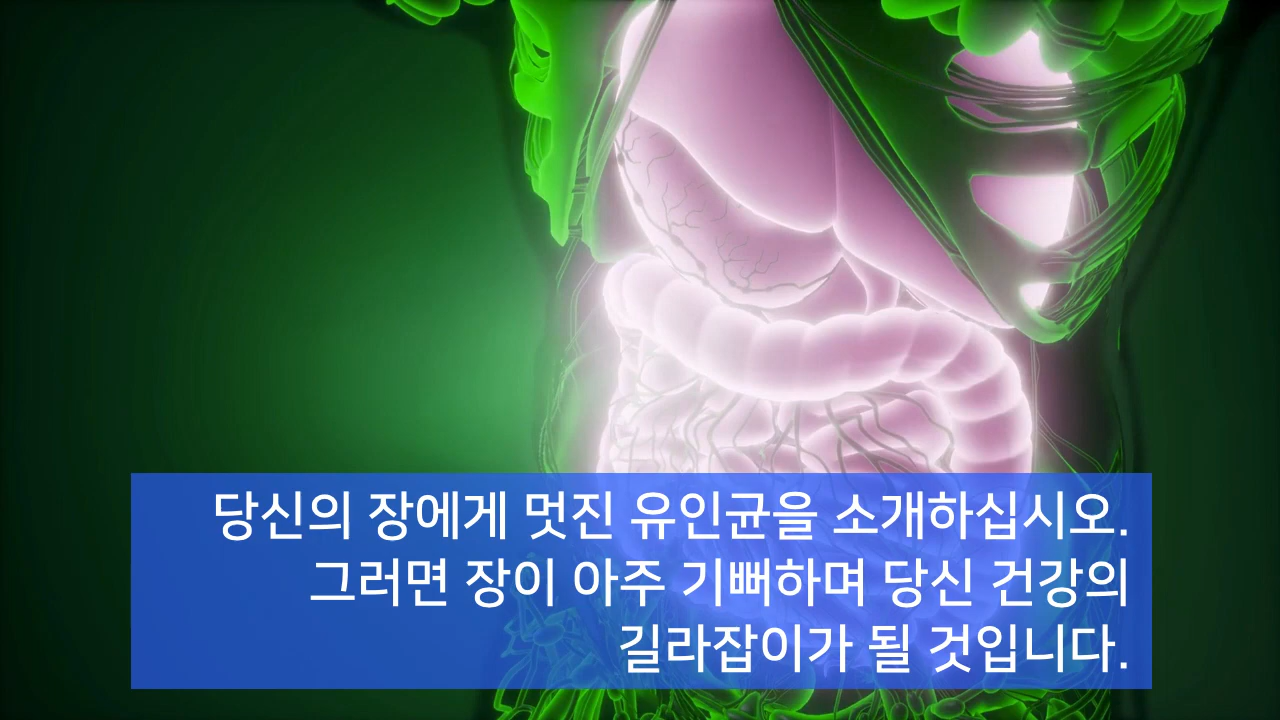 당신의 장에게 멋진 유인균을 소개하십시오.
그러면 장이 아주 기뻐하며 당신 건강의
길라잡이가 될 것입니다.